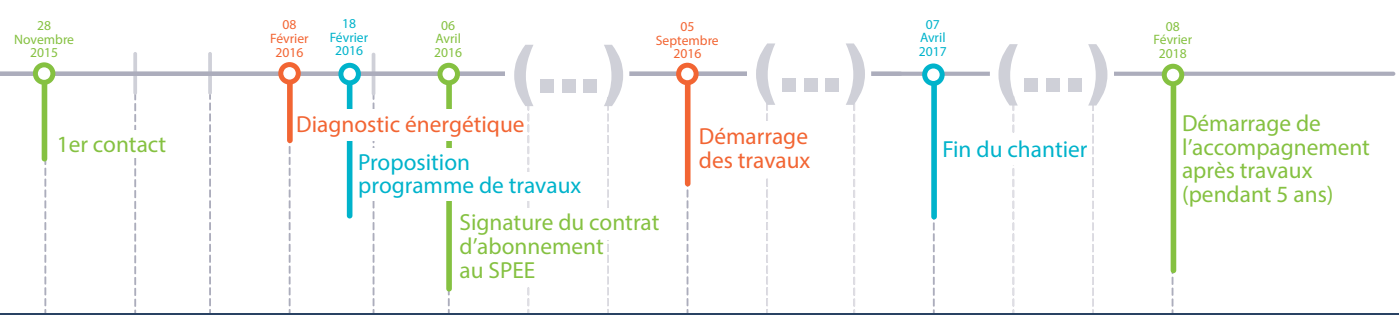 28
Novembre
2015
1er contact
08
Février
2016
Diagnostic énergétique
18
Février
2016
Proposition
programme de travaux
06
Avril
2016
Signature du contrat
d'abonnement
au SPEE
(...)
05
Septembre
2016
Démarrage
des travaux
(...)
07
Avril
2017
Fin du chantier
(...)
08
Février
2018
Démarrage de
l'accompagnement
après travaux
(pendant 5 ans)